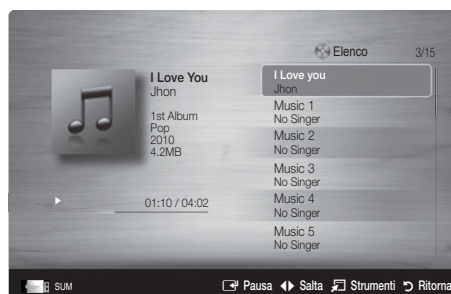 Elenco 3/15
I Love You
Jhon
1st Album
Pop
2010
4.2MB
01:10 / 04:02
I Love you
Jhon
Music 1
No Singer
Music 2
No Singer
Music 3
No Singer
Music 4
No Singer
Music 5
No Singer
SUM Pausa Salta Strumenti Ritorna